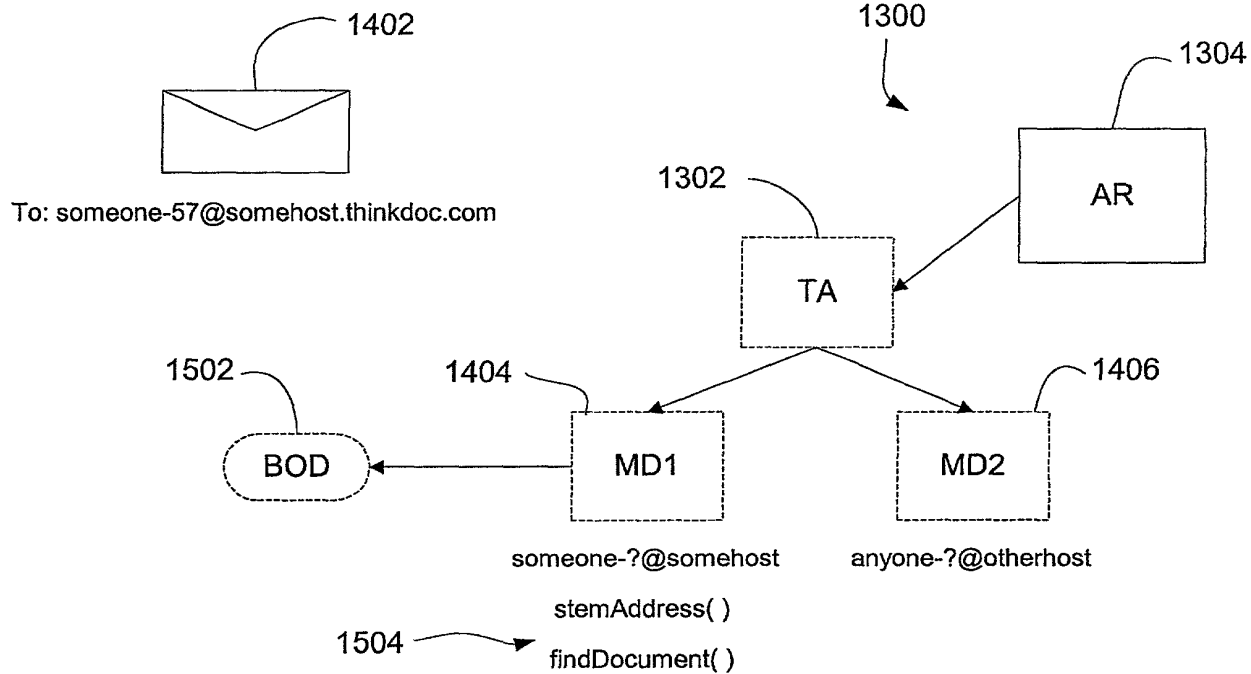 1402
1300
1304
AR
1302
To: someone-57@somehost.thinkdoc.com
TA
1502
1404
1406
BOD
MD1
MD2
someone-?@somehost
anyone-?@otherhost
stemAddress( )
1504
findDocument( )